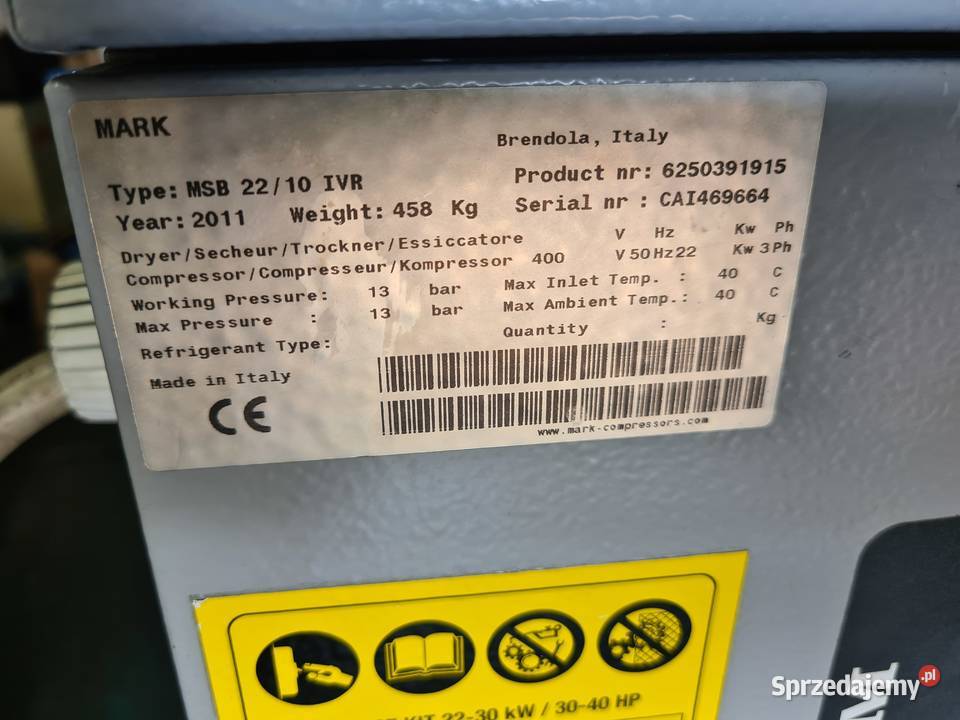 MARK
Brendola, Italy
Type: MSB 22/10 IVR
Product nr: 6250391915
Year: 2011 Weight: 458 Kg
Serial nr : CAI469664
Dryer/Secheur/Trockner/Essiccatore V Hz Kw Ph
Compressor/Compresseur/Kompressor 400 V 50 Hz 22 Kw 3 Ph
Working Pressure: 13 bar Max Inlet Temp. : 40 C
Max Pressure : 13 bar Max Ambient Temp.: 40 C
Refrigerant Type: Quantity : Kg
Made in Italy
CE
www.mark-compressors.com
KIT 22-30 kW / 30-40 HP
Sprzedajemy.pl